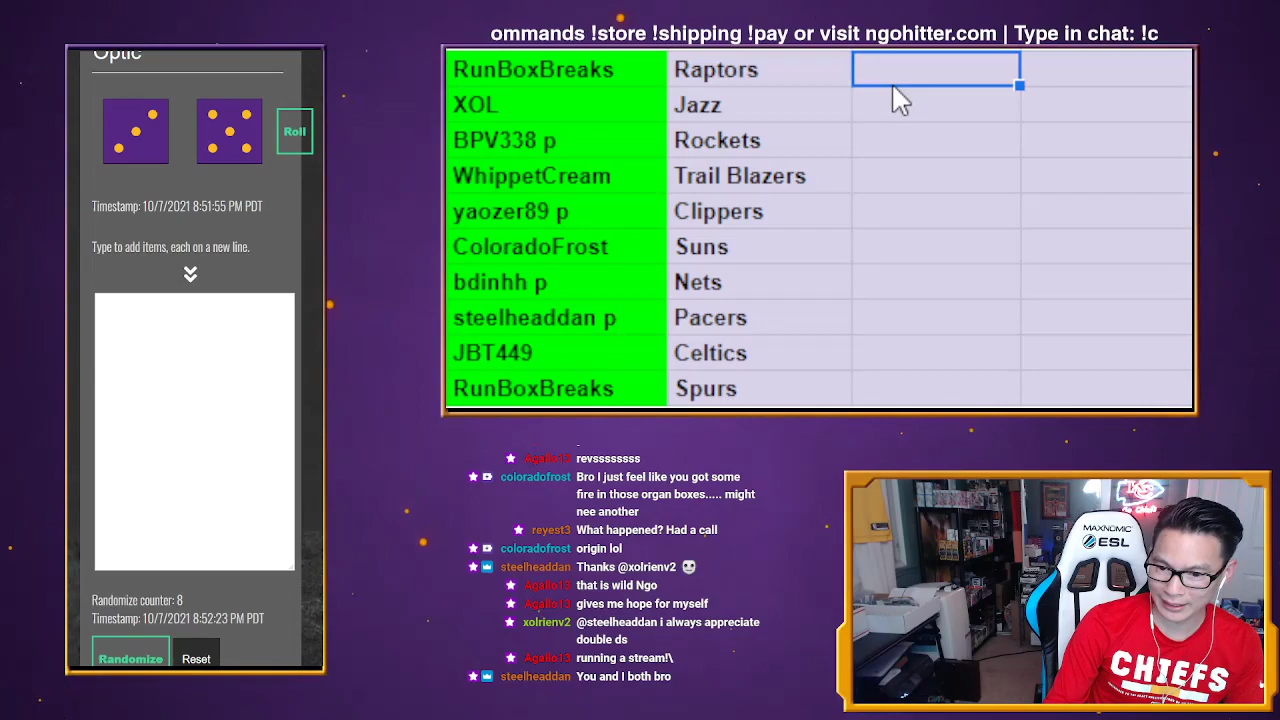 ommands !store !shipping !pay or visit ngohitter.com | Type in chat: !c
Optic
Roll
Timestamp: 10/7/2021 8:51:55 PM PDT
Type to add items, each on a new line.
Randomize counter: 8
Timestamp: 10/7/2021 8:52:23 PM PDT
Randomize Reset
RunBoxBreaks Raptors
XOL Jazz
BPV338 p Rockets
WhippetCream Trail Blazers
yaozer89 p Clippers
ColoradoFrost Suns
bdinhh p Nets
steelheaddan p Pacers
JBT449 Celtics
RunBoxBreaks Spurs
Agallo13 revssssssss
coloradofrost Bro I just feel like you got some
fire in those organ boxes..... might
nee another
reyest3 What happened? Had a call
coloradofrost origin lol
steelheaddan Thanks @xolrienv2
Agallo13 that is wild Ngo
Agallo13 gives me hope for myself
xolrienv2 @steelheaddan i always appreciate
double ds
Agallo13 running a stream!\
steelheaddan You and I both bro
MAXNOMIC
ESL
CHIEFS